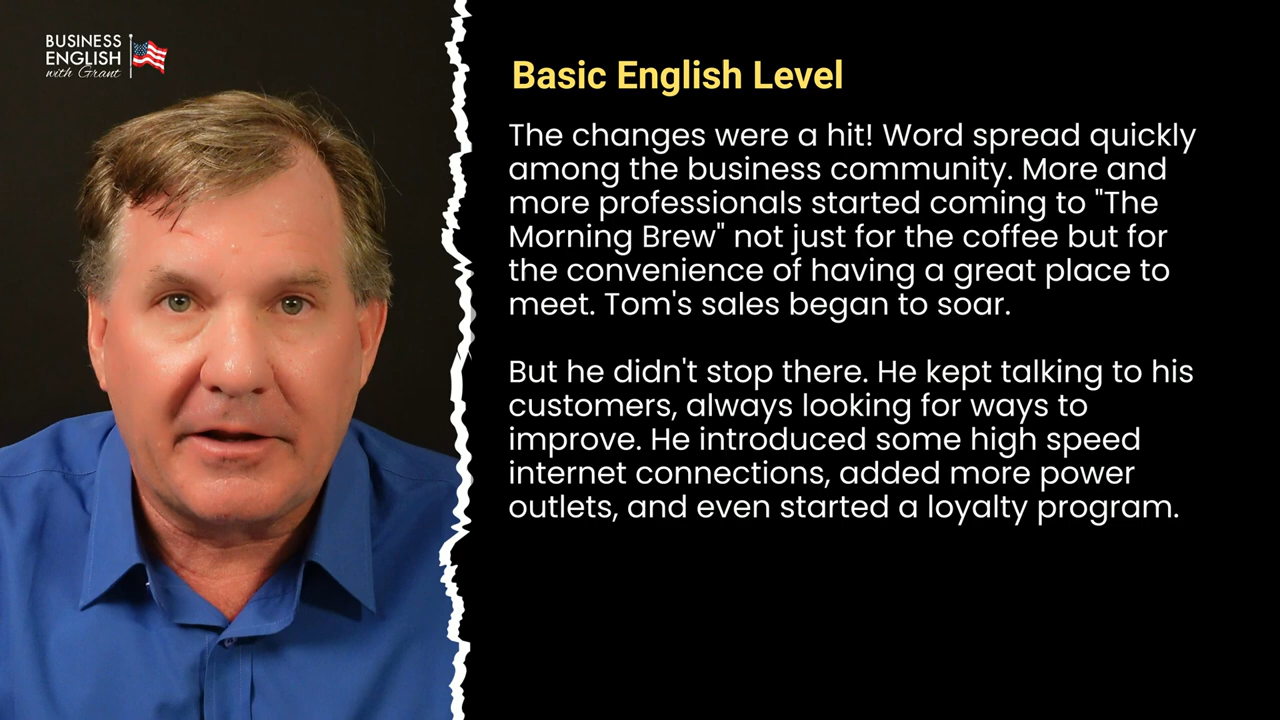 BUSINESS
ENGLISH
with Grant
Basic English Level
The changes were a hit! Word spread quickly
among the business community. More and
more professionals started coming to "The
Morning Brew" not just for the coffee but for
the convenience of having a great place to
meet. Tom's sales began to soar.
But he didn't stop there. He kept talking to his
customers, always looking for ways to
improve. He introduced some high speed
internet connections, added more power
outlets, and even started a loyalty program.